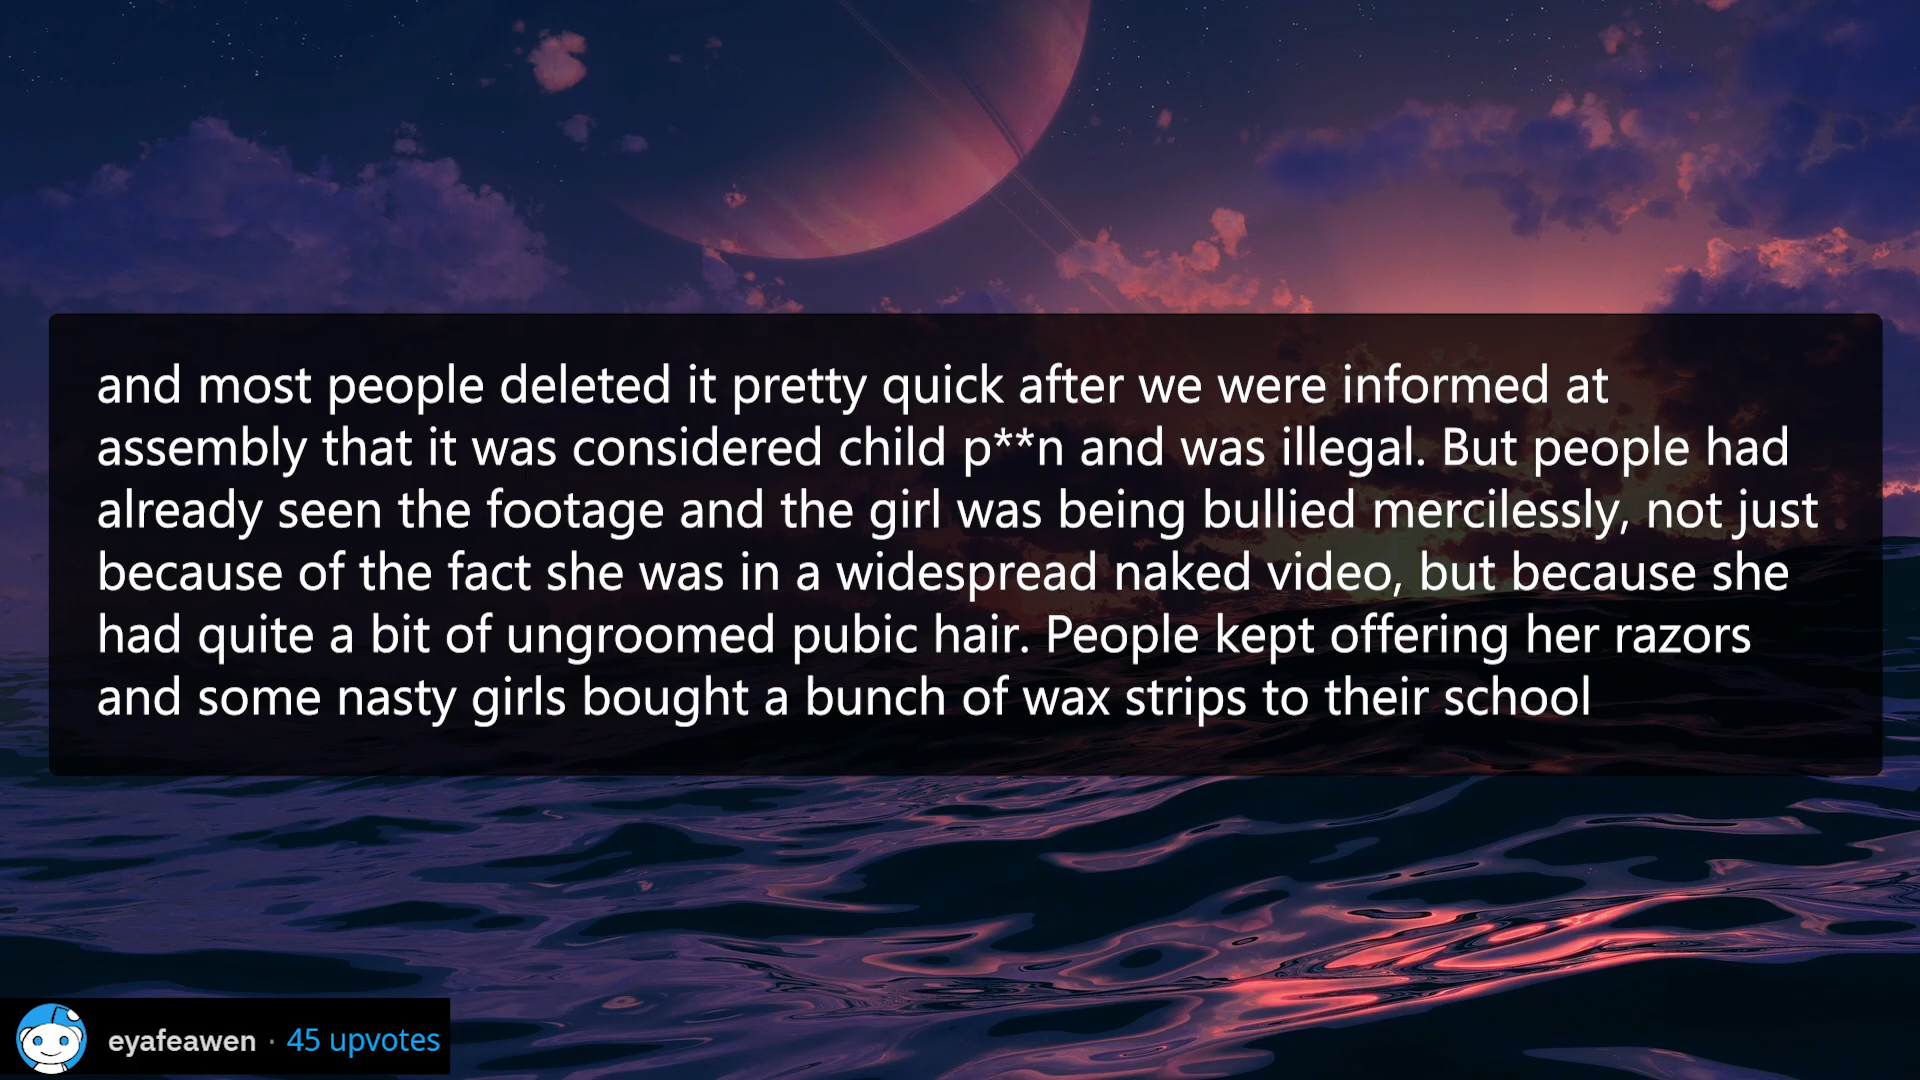 and most people deleted it pretty quick after we were informed at
assembly that it was considered child p**n and was illegal. But people had
already seen the footage and the girl was being bullied mercilessly, not just
because of the fact she was in a widespread naked video, but because she
had quite a bit of ungroomed pubic hair. People kept offering her razors
and some nasty girls bought a bunch of wax strips to their school
eyafeawen · 45 upvotes